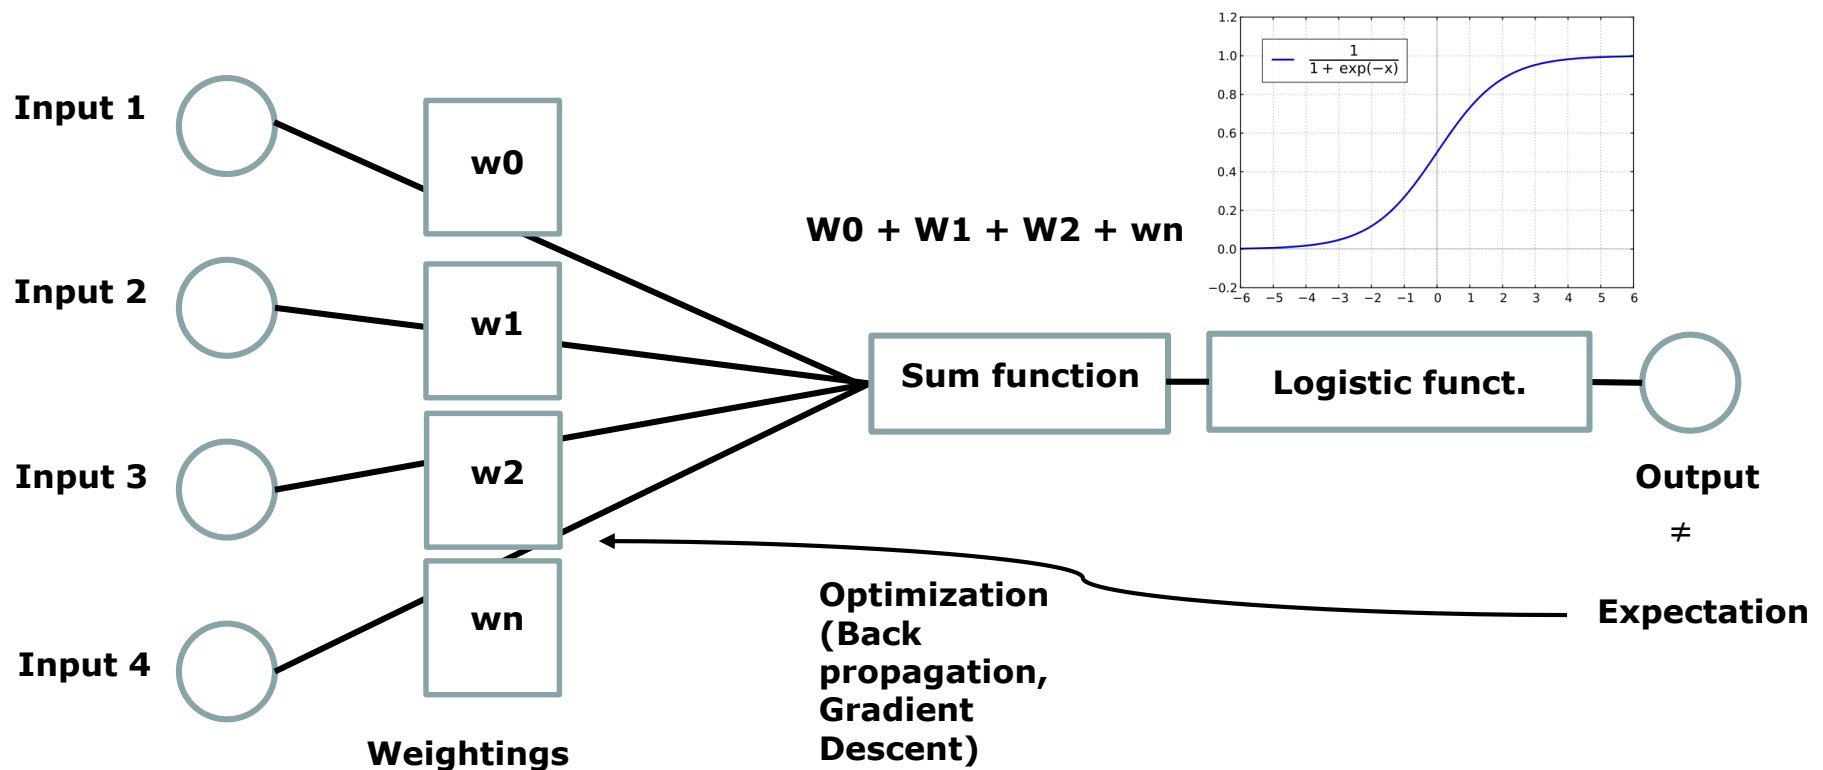 Input 1
Input 2
Input 3
Input 4
w0
w1
w2
wn
Weightings
W0 + W1 + W2 + wn
Sum function
Logistic funct.
1.2
1.0
0.8
0.6
0.4
0.2
0.0
−0.2
−6 −5 −4 −3 −2 −1 0 1 2 3 4 5 6
1
1 + exp(−x)
Output
≠
Expectation
Optimization
(Back
propagation,
Gradient
Descent)